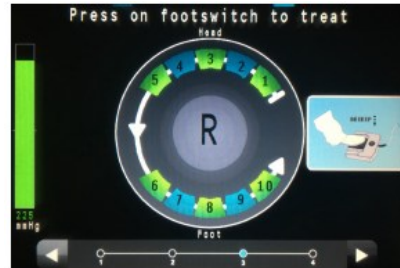 Press on footswitch to treat
Head
5 4 3 2 1
R
6 7 8 9 10
Foot
225
mmHg
1 2 3 4